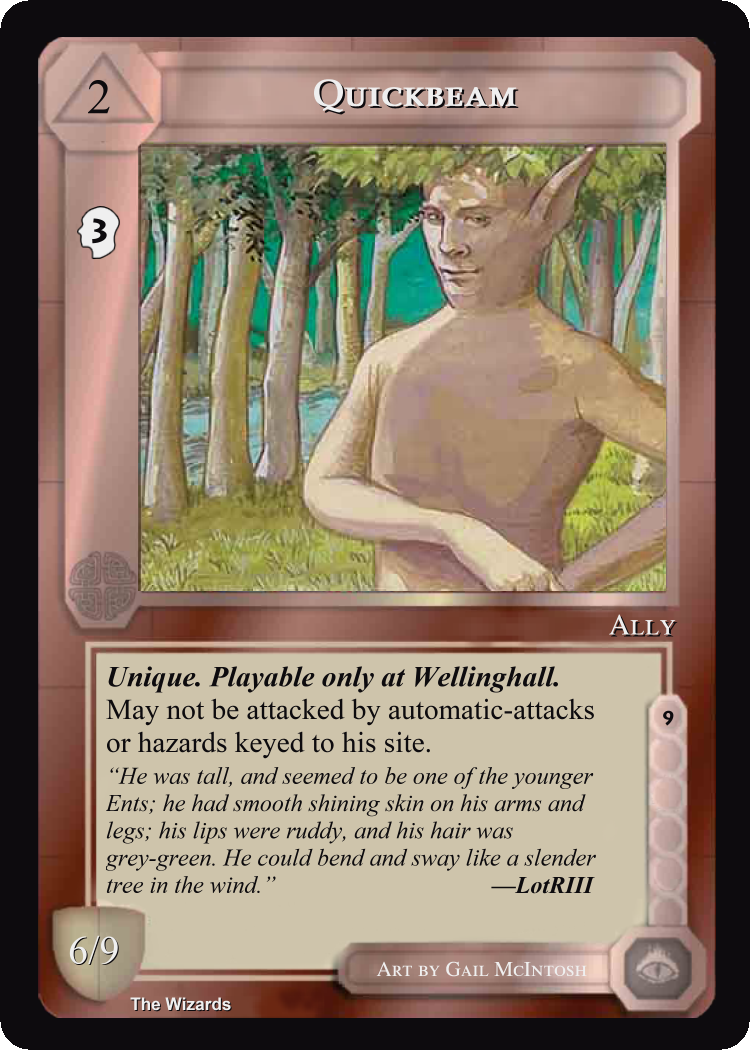 2
QUICKBEAM
3
ALLY
Unique. Playable only at Wellinghall.
May not be attacked by automatic-attacks
or hazards keyed to his site.
“He was tall, and seemed to be one of the younger
Ents; he had smooth shining skin on his arms and
legs; his lips were ruddy, and his hair was
grey-green. He could bend and sway like a slender
tree in the wind.” —LotRIII
9
6/9
ART BY GAIL MCINTOSH
The Wizards